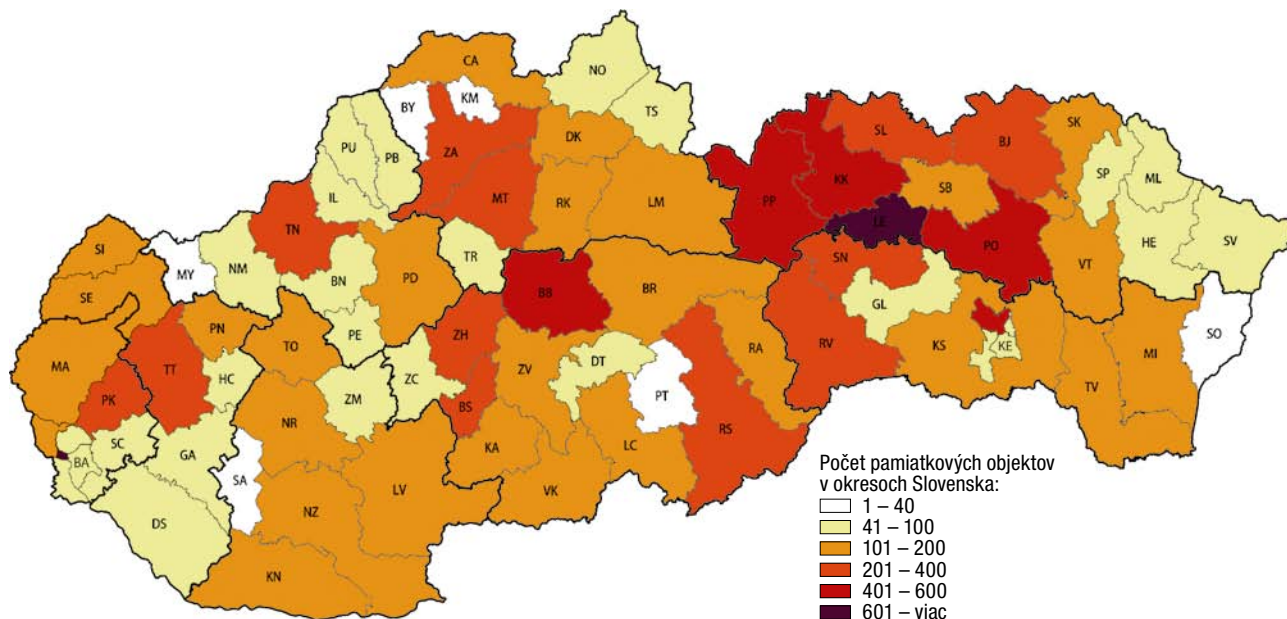 CA
NO
BY
KM
TS
PU
PB
ZA
DK
SL
BJ
SK
SP
ML
IL
MT
RK
LM
PP
KK
SB
LE
PO
HE
SV
TN
SI
MY
NM
BN
PD
TR
BB
BR
SN
VT
SE
GL
PN
TO
PE
ZH
RA
RV
KS
KE
MI
SO
MA
TT
HC
ZM
ZC
ZV
DT
PT
TV
PK
BS
NR
RS
SC
GA
SA
KA
LC
BA
LV
VK
DS
NZ
KN
Počet pamiatkových objektov
v okresoch Slovenska:
1 – 40
41 – 100
101 – 200
201 – 400
401 – 600
601 – viac